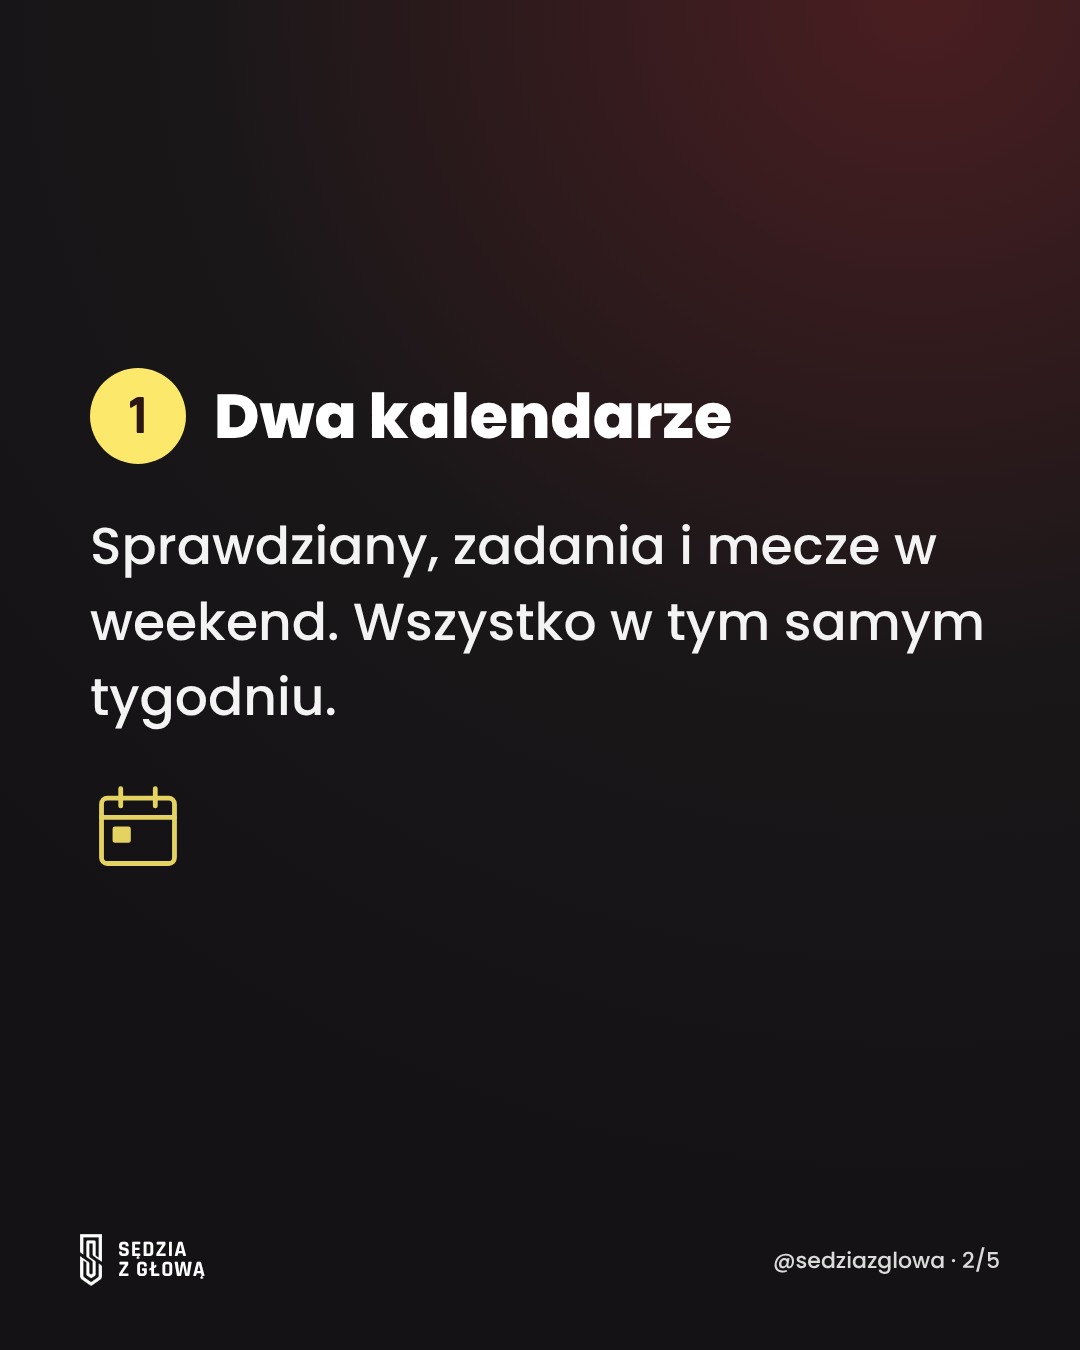 1 Dwa kalendarze
Sprawdziany, zadania i mecze w
weekend. Wszystko w tym samym
tygodniu.
SĘDZIA
Z GŁOWĄ
@sedziazglowa · 2/5